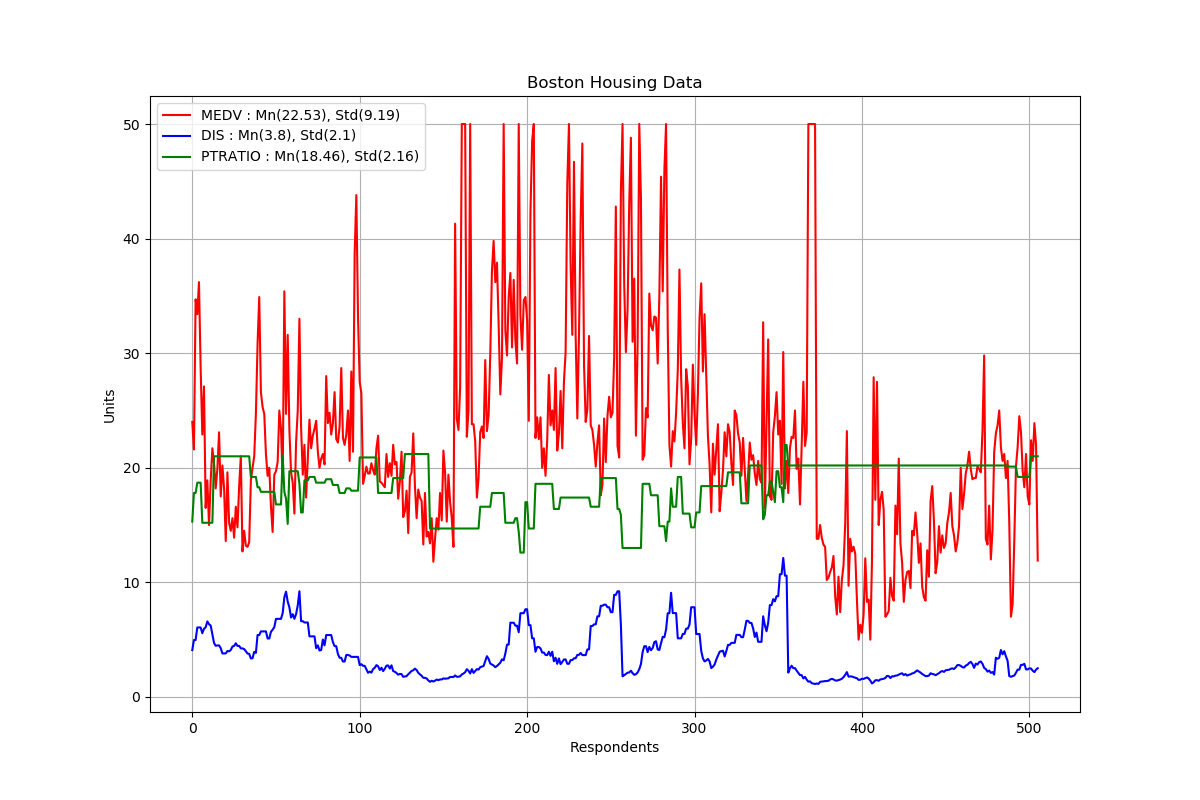 Boston Housing Data
MEDV : Mn(22.53), Std(9.19)
DIS : Mn(3.8), Std(2.1)
PTRATIO : Mn(18.46), Std(2.16)
50
40
30
20
10
0
Units
0 100 200 300 400 500
Respondents